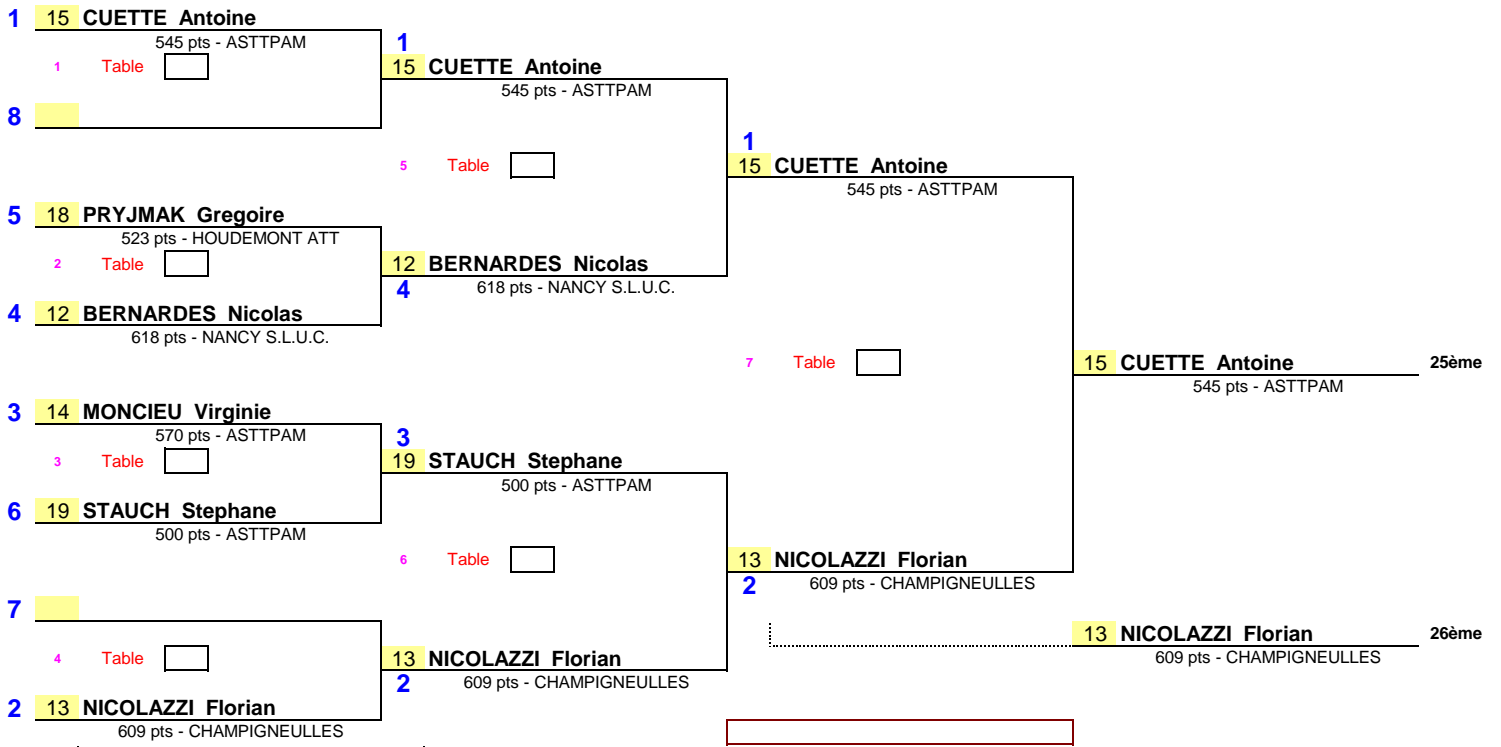 1 15 CUETTE Antoine
545 pts - ASTTPAM
1 Table
8
5 18 PRYJMAK Gregoire
523 pts - HOUDEMONT ATT
2 Table
4 12 BERNARDES Nicolas
618 pts - NANCY S.L.U.C.
3 14 MONCIEU Virginie
570 pts - ASTTPAM
3 Table
6 19 STAUCH Stephane
500 pts - ASTTPAM
7
4 Table
2 13 NICOLAZZI Florian
609 pts - CHAMPIGNEULLES
1
15 CUETTE Antoine
545 pts - ASTTPAM
5 Table
12 BERNARDES Nicolas
4 618 pts - NANCY S.L.U.C.
3
19 STAUCH Stephane
500 pts - ASTTPAM
6 Table
13 NICOLAZZI Florian
2 609 pts - CHAMPIGNEULLES
1
15 CUETTE Antoine
545 pts - ASTTPAM
7 Table
13 NICOLAZZI Florian
2 609 pts - CHAMPIGNEULLES
15 CUETTE Antoine 25ème
545 pts - ASTTPAM
13 NICOLAZZI Florian 26ème
609 pts - CHAMPIGNEULLES